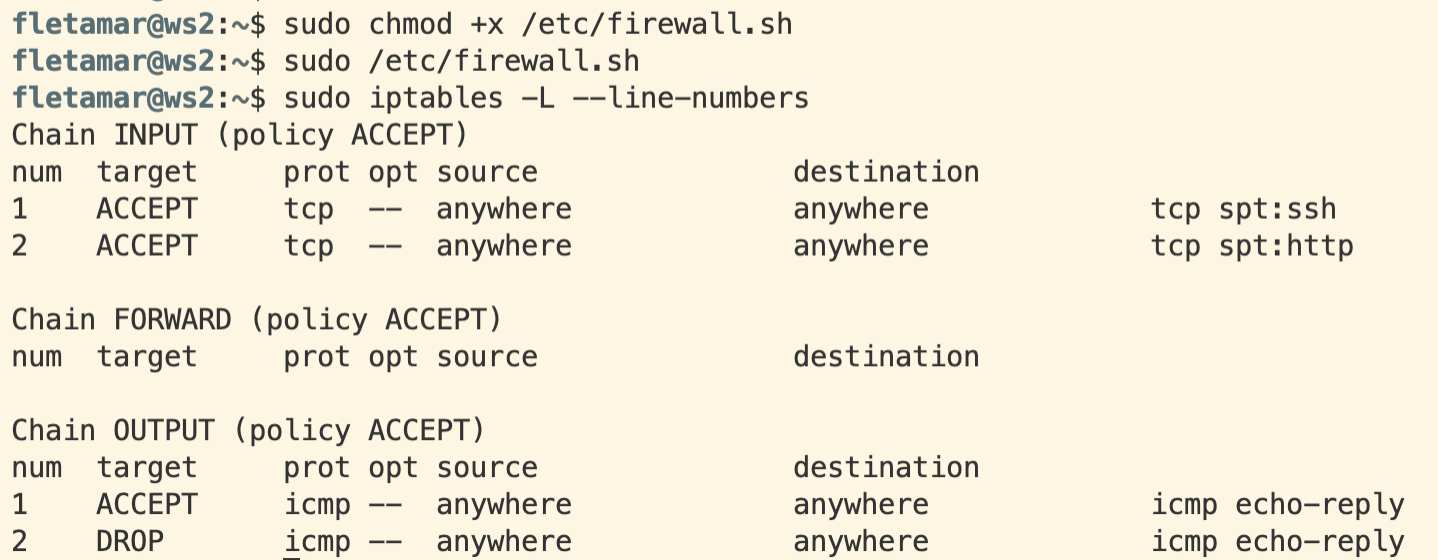 fletamar@ws2:~$ sudo chmod +x /etc/firewall.sh
fletamar@ws2:~$ sudo /etc/firewall.sh
fletamar@ws2:~$ sudo iptables -L --line-numbers
Chain INPUT (policy ACCEPT)
num  target     prot opt source               destination
1    ACCEPT     tcp  --  anywhere             anywhere             tcp spt:ssh
2    ACCEPT     tcp  --  anywhere             anywhere             tcp spt:http

Chain FORWARD (policy ACCEPT)
num  target     prot opt source               destination

Chain OUTPUT (policy ACCEPT)
num  target     prot opt source               destination
1    ACCEPT     icmp --  anywhere             anywhere             icmp echo-reply
2    DROP       icmp --  anywhere             anywhere             icmp echo-reply